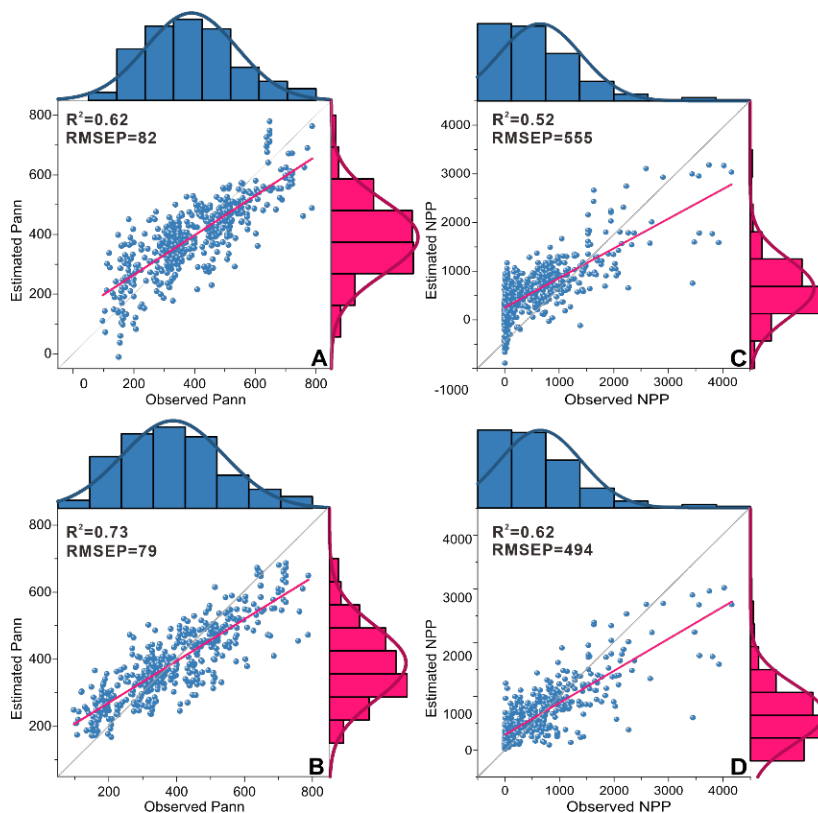 R²=0.62
RMSEP=82
800
600
400
200
0
Estimated Pann
A
0 200 400 600 800
Observed Pann
R²=0.52
RMSEP=555
4000
3000
2000
1000
0
-1000
Estimated NPP
C
0 1000 2000 3000 4000
Observed NPP
R²=0.73
RMSEP=79
800
600
400
200
Estimated Pann
B
200 400 600 800
Observed Pann
R²=0.62
RMSEP=494
4000
3000
2000
1000
0
Estimated NPP
D
0 1000 2000 3000 4000
Observed NPP